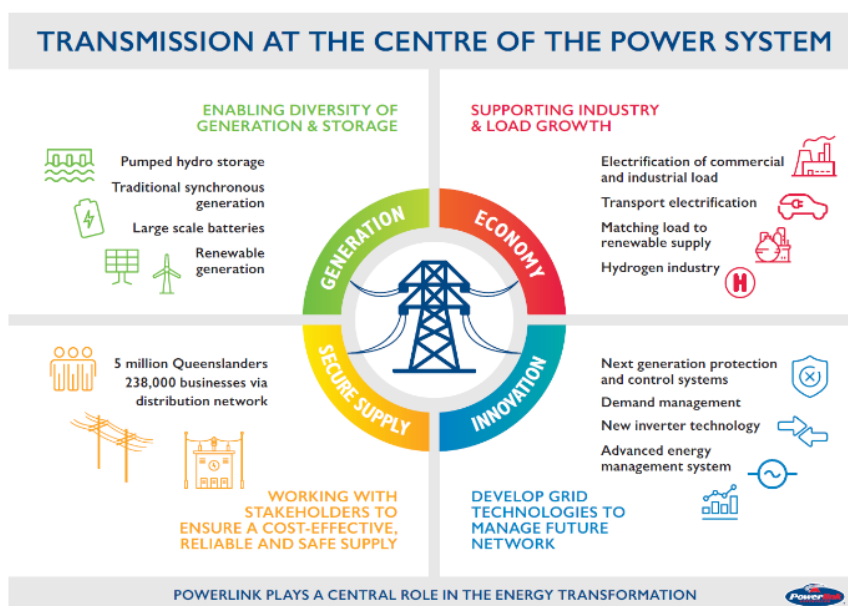 TRANSMISSION AT THE CENTRE OF THE POWER SYSTEM
ENABLING DIVERSITY OF
GENERATION & STORAGE
Pumped hydro storage
Traditional synchronous
generation
Large scale batteries
Renewable
generation
GENERATION
SUPPORTING INDUSTRY
& LOAD GROWTH
Electrification of commercial
and industrial load
Transport electrification
Matching load to
renewable supply
Hydrogen industry
H
ECONOMY
SECURE SUPPLY
5 million Queenslanders
238,000 businesses via
distribution network
WORKING WITH
STAKEHOLDERS TO
ENSURE A COST-EFFECTIVE,
RELIABLE AND SAFE SUPPLY
INNOVATION
Next generation protection
and control systems
Demand management
New inverter technology
Advanced energy
management system
DEVELOP GRID
TECHNOLOGIES TO
MANAGE FUTURE
NETWORK
POWERLINK PLAYS A CENTRAL ROLE IN THE ENERGY TRANSFORMATION
Powerlink